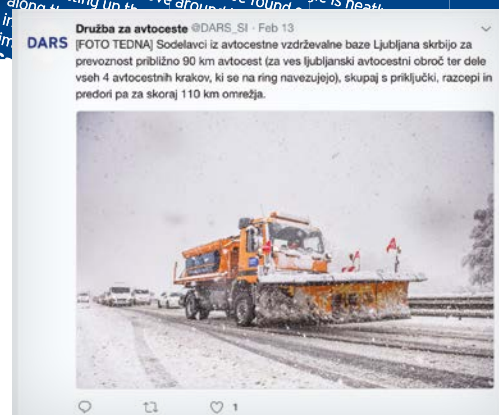 Družba za avtoceste @DARS_SI · Feb 13
DARS
[FOTO TEDNA] Sodelavci iz avtocestne vzdrževalne baze Ljubljana skrbijo za
prevoznost približno 90 km avtocest (za ves ljubljanski avtocestni obroč ter dele
vseh 4 avtocestnih krakov, ki se na ring navezujejo), skupaj s priključki, razcepi in
predori pa za skoraj 110 km omrežja.
1